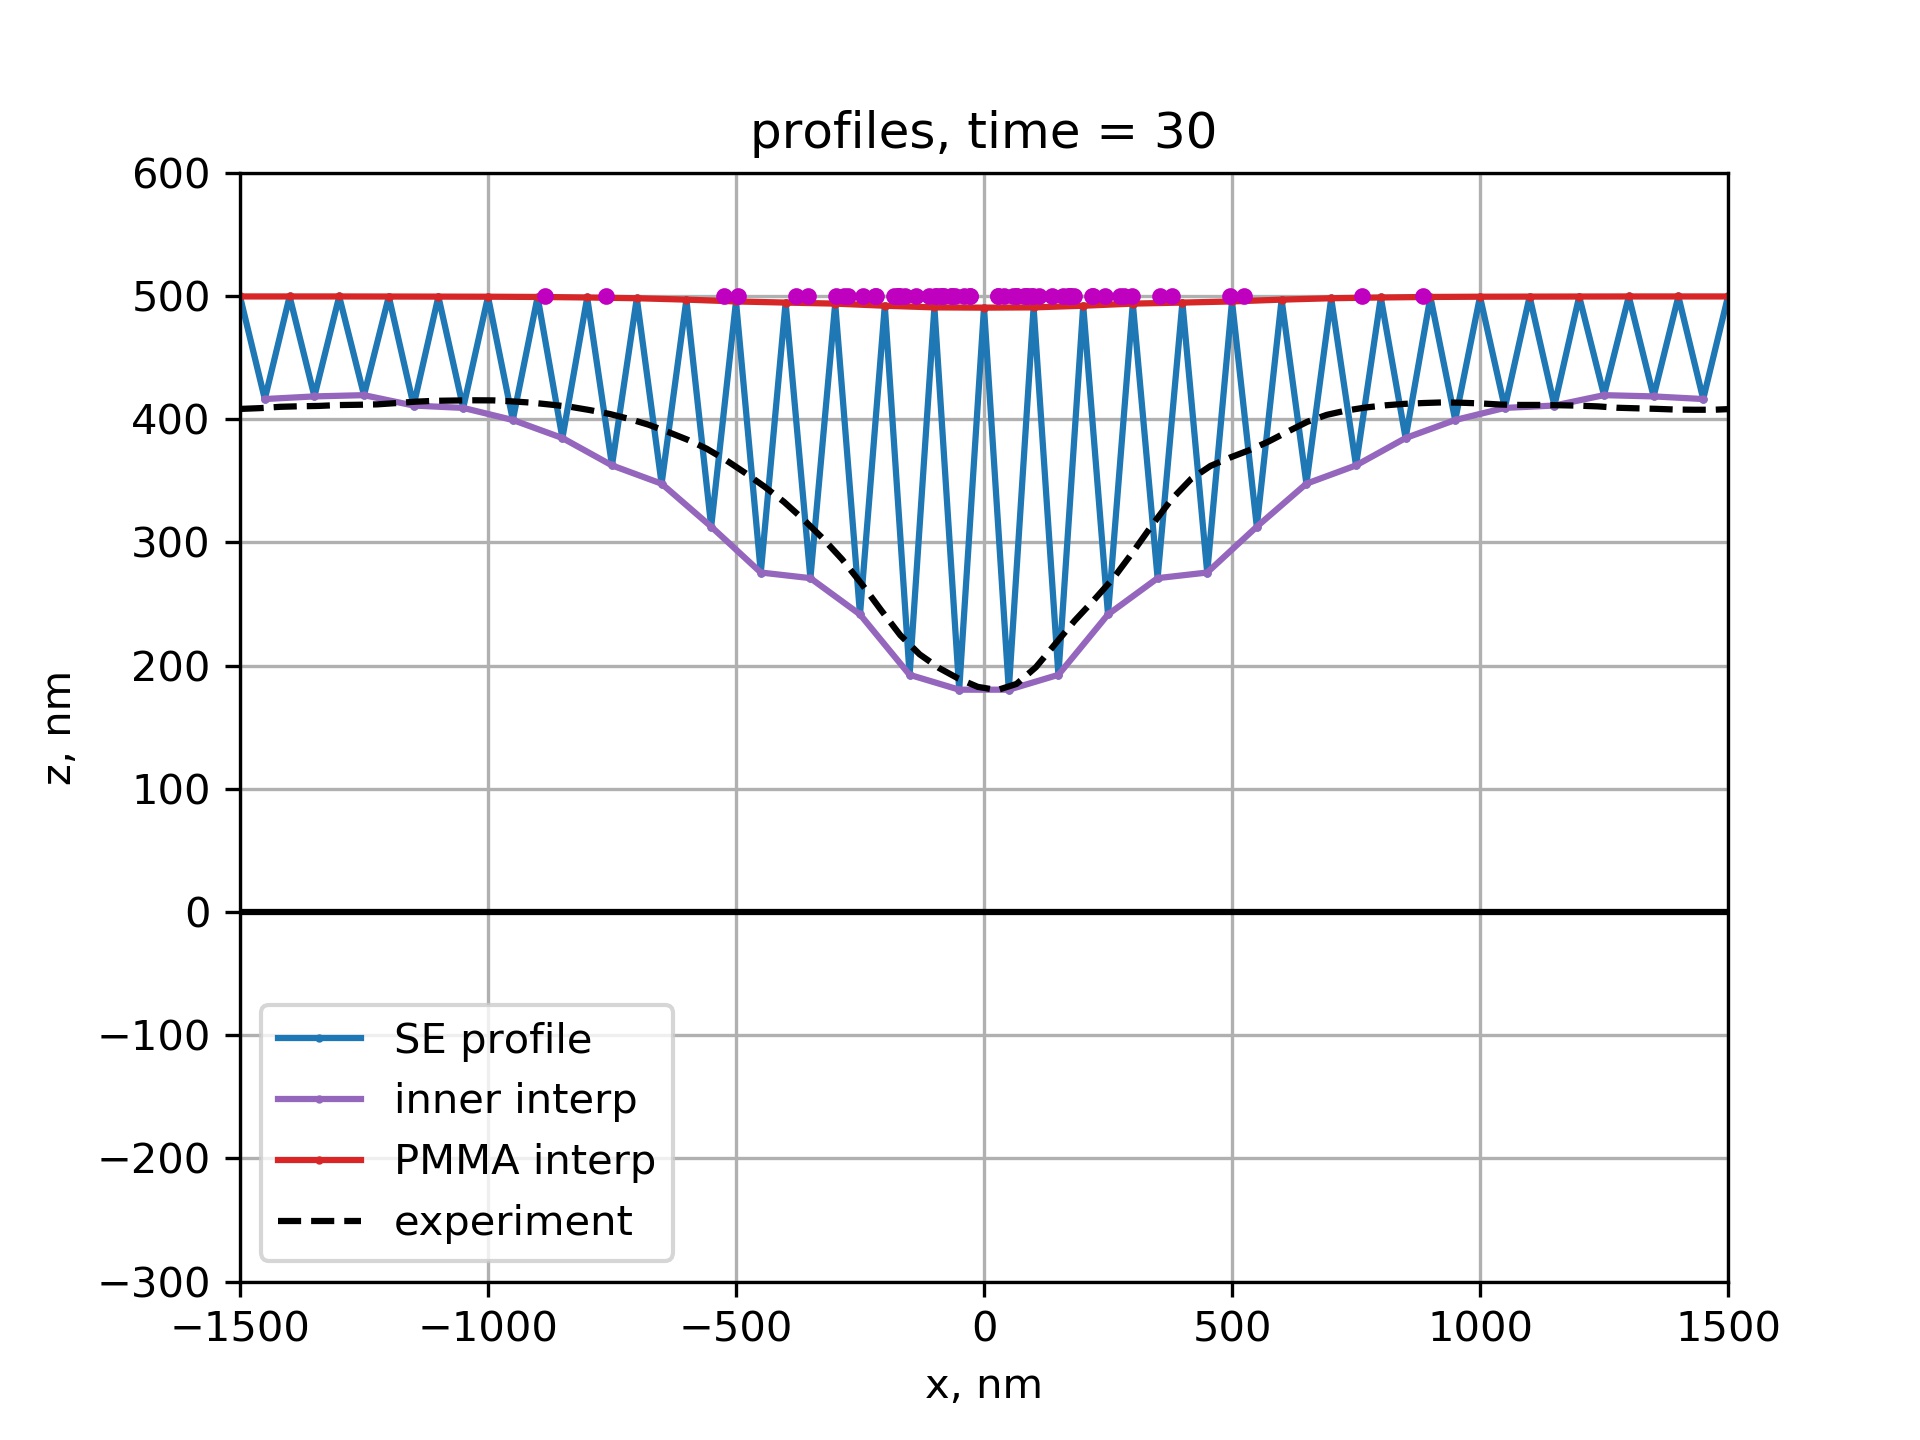 profiles, time = 30
600
500
400
300
200
100
0
−100
−200
−300
z, nm
SE profile
inner interp
PMMA interp
experiment
−1500 −1000 −500 0 500 1000 1500
x, nm